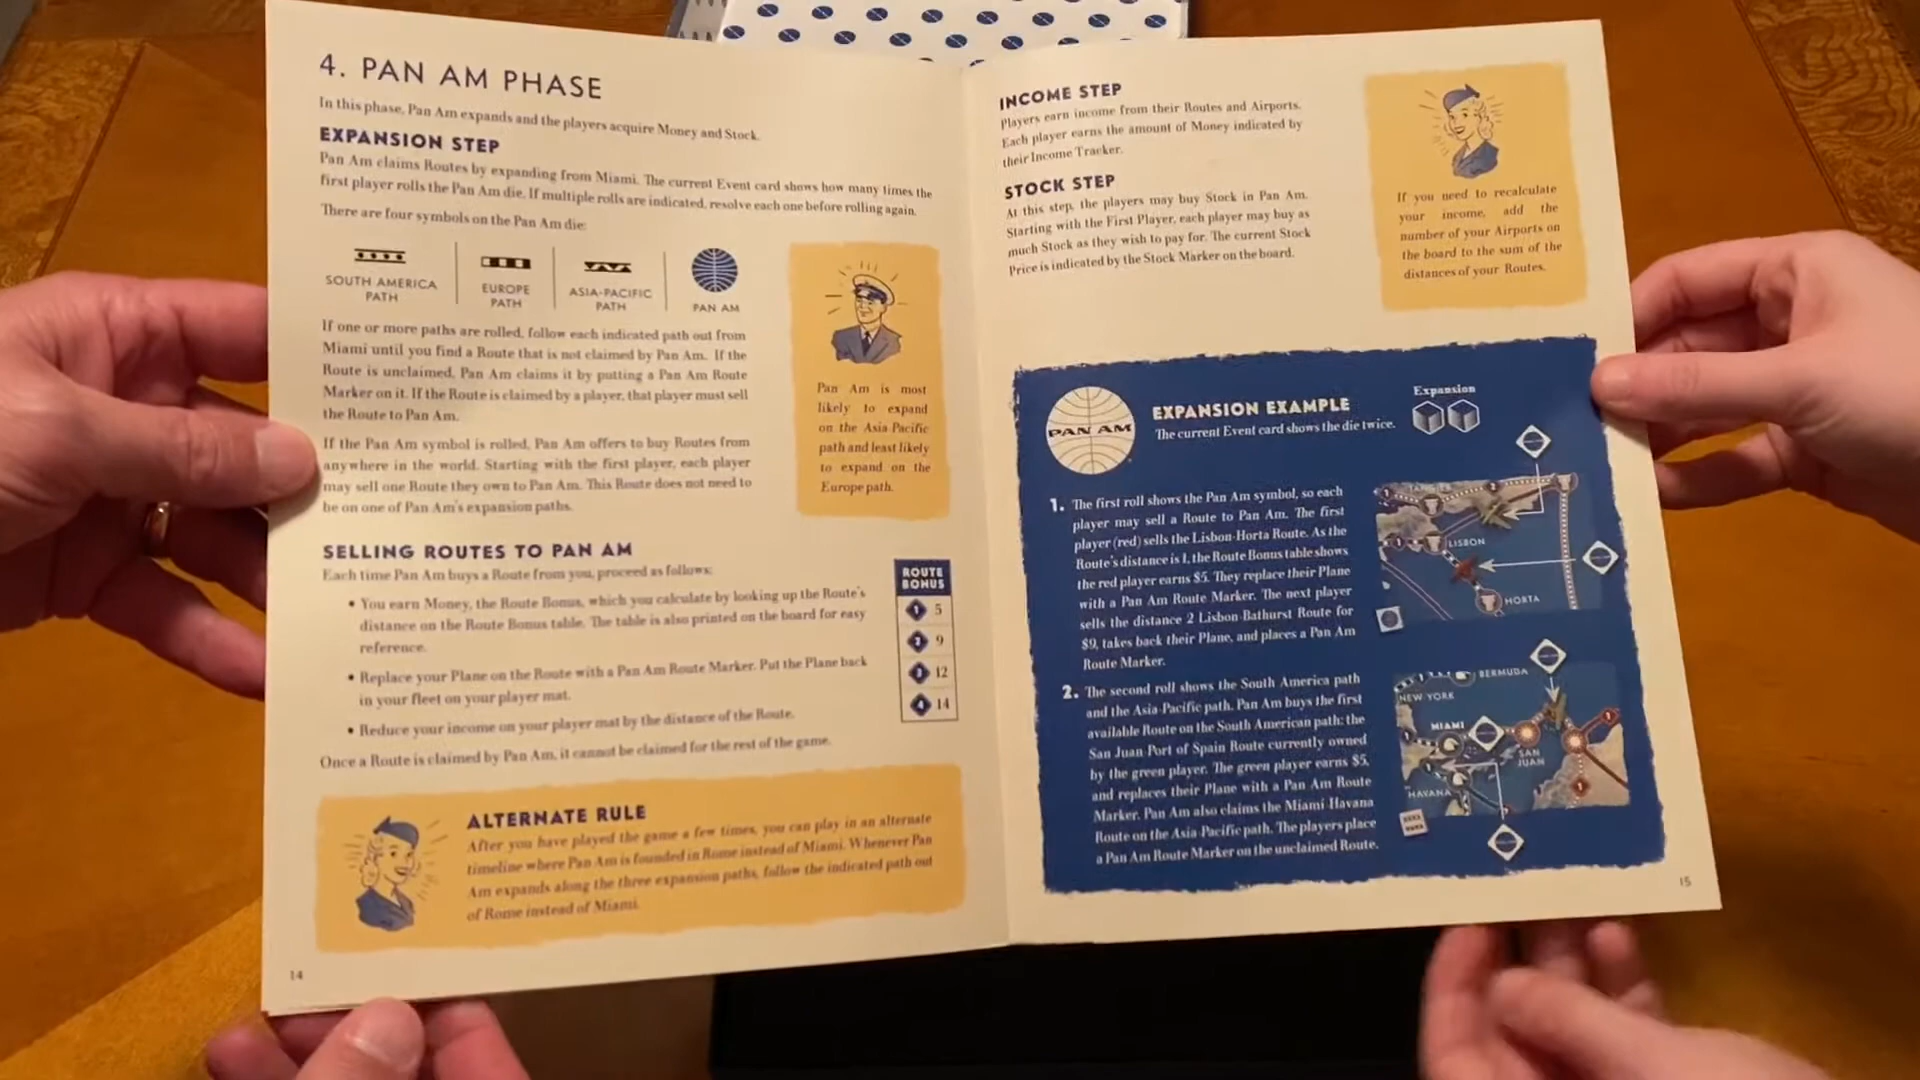 4. PAN AM PHASE
In this phase, Pan Am expands and the players acquire Money and Stock.
EXPANSION STEP
Pan Am claims Routes by expanding from Miami. The current Event card shows how many times the
first player rolls the Pan Am die. If multiple rolls are indicated, resolve each one before rolling again.
There are four symbols on the Pan Am die:
SOUTH AMERICA
PATH
EUROPE
PATH
ASIA-PACIFIC
PATH
PAN AM
If one or more paths are rolled, follow each indicated path out from
Miami until you find a Route that is not claimed by Pan Am. If the
Route is unclaimed, Pan Am claims it by putting a Pan Am Route
Marker on it. If the Route is claimed by a player, that player must sell
the Route to Pan Am.
If the Pan Am symbol is rolled, Pan Am offers to buy Routes from
anywhere in the world. Starting with the first player, each player
may sell one Route they own to Pan Am. This Route does not need to
be on one of Pan Am's expansion paths.
Pan Am is most
likely to expand
on the Asia-Pacific
path and least likely
to expand on the
Europe path.
SELLING ROUTES TO PAN AM
Each time Pan Am buys a Route from you, proceed as follows:
• You earn Money, the Route Bonus, which you calculate by looking up the Route's
distance on the Route Bonus table. The table is also printed on the board for easy
reference.
• Replace your Plane on the Route with a Pan Am Route Marker. Put the Plane back
in your fleet on your player mat.
• Reduce your income on your player mat by the distance of the Route.
Once a Route is claimed by Pan Am, it cannot be claimed for the rest of the game.
ROUTE
BONUS
1 5
2 9
3 12
4 14
ALTERNATE RULE
After you have played the game a few times, you can play in an alternate
timeline where Pan Am is founded in Rome instead of Miami. Whenever Pan
Am expands along the three expansion paths, follow the indicated path out
of Rome instead of Miami.
14
INCOME STEP
Players earn income from their Routes and Airports.
Each player earns the amount of Money indicated by
their Income Tracker.
STOCK STEP
At this step, the players may buy Stock in Pan Am.
Starting with the First Player, each player may buy as
much Stock as they wish to pay for. The current Stock
Price is indicated by the Stock Marker on the board.
If you need to recalculate
your income, add the
number of your Airports on
the board to the sum of the
distances of your Routes.
PAN AM
EXPANSION EXAMPLE
The current Event card shows the die twice.
Expansion
1. The first roll shows the Pan Am symbol, so each
player may sell a Route to Pan Am. The first
player (red) sells the Lisbon-Horta Route. As the
Route's distance is 1, the Route Bonus table shows
the red player earns $5. They replace their Plane
with a Pan Am Route Marker. The next player
sells the distance 2 Lisbon-Bathurst Route for
$9, takes back their Plane, and places a Pan Am
Route Marker.
LISBON
HORTA
2. The second roll shows the South America path
and the Asia-Pacific path. Pan Am buys the first
available Route on the South American path: the
San Juan-Port of Spain Route currently owned
by the green player. The green player earns $5,
and replaces their Plane with a Pan Am Route
Marker. Pan Am also claims the Miami-Havana
Route on the Asia-Pacific path. The players place
a Pan Am Route Marker on the unclaimed Route.
BERMUDA
NEW YORK
MIAMI
SAN
JUAN
HAVANA
15